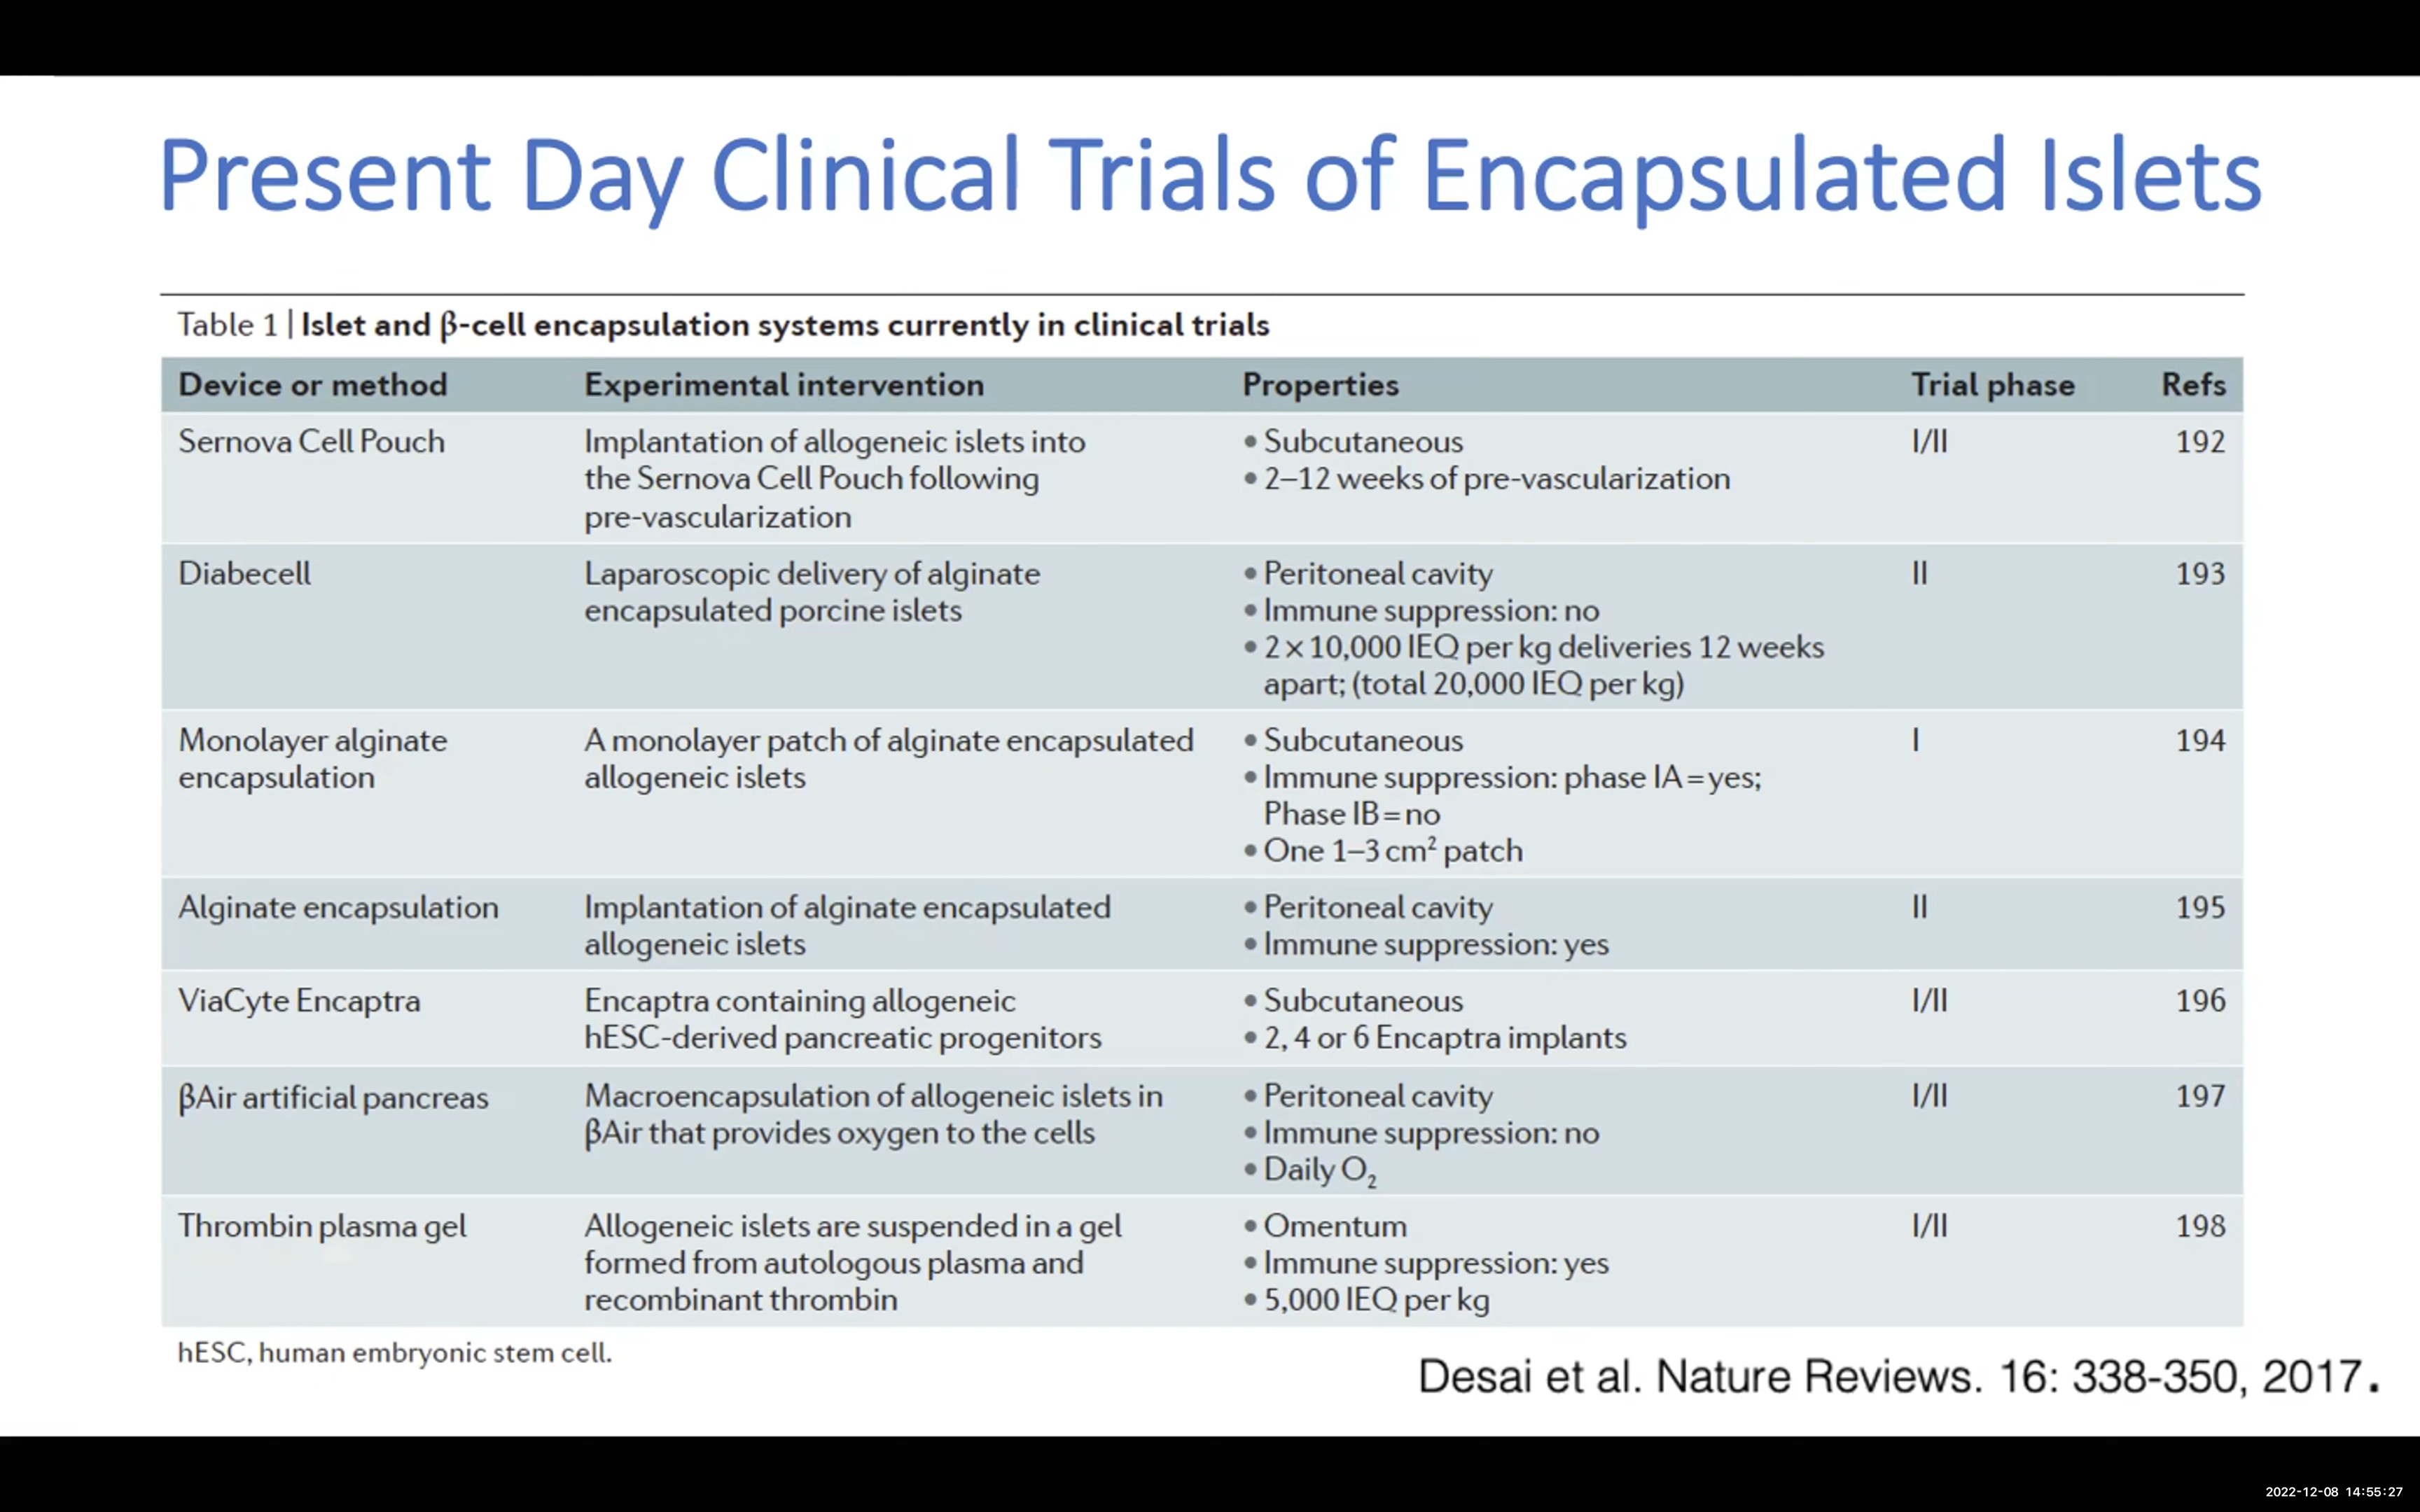 Present Day Clinical Trials of Encapsulated Islets
Table 1 | Islet and β-cell encapsulation systems currently in clinical trials
Device or method Experimental intervention Properties Trial phase Refs
Sernova Cell Pouch Implantation of allogeneic islets into • Subcutaneous I/II 192
the Sernova Cell Pouch following • 2–12 weeks of pre-vascularization
pre-vascularization
Diabecell Laparoscopic delivery of alginate • Peritoneal cavity II 193
encapsulated porcine islets • Immune suppression: no
• 2 × 10,000 IEQ per kg deliveries 12 weeks
apart; (total 20,000 IEQ per kg)
Monolayer alginate A monolayer patch of alginate encapsulated • Subcutaneous I 194
encapsulation allogeneic islets • Immune suppression: phase IA = yes;
Phase IB = no
• One 1–3 cm² patch
Alginate encapsulation Implantation of alginate encapsulated • Peritoneal cavity II 195
allogeneic islets • Immune suppression: yes
ViaCyte Encaptra Encaptra containing allogeneic • Subcutaneous I/II 196
hESC-derived pancreatic progenitors • 2, 4 or 6 Encaptra implants
βAir artificial pancreas Macroencapsulation of allogeneic islets in • Peritoneal cavity I/II 197
βAir that provides oxygen to the cells • Immune suppression: no
• Daily O₂
Thrombin plasma gel Allogeneic islets are suspended in a gel • Omentum I/II 198
formed from autologous plasma and • Immune suppression: yes
recombinant thrombin • 5,000 IEQ per kg
hESC, human embryonic stem cell.
Desai et al. Nature Reviews. 16: 338-350, 2017.
2022-12-08 14:55:27